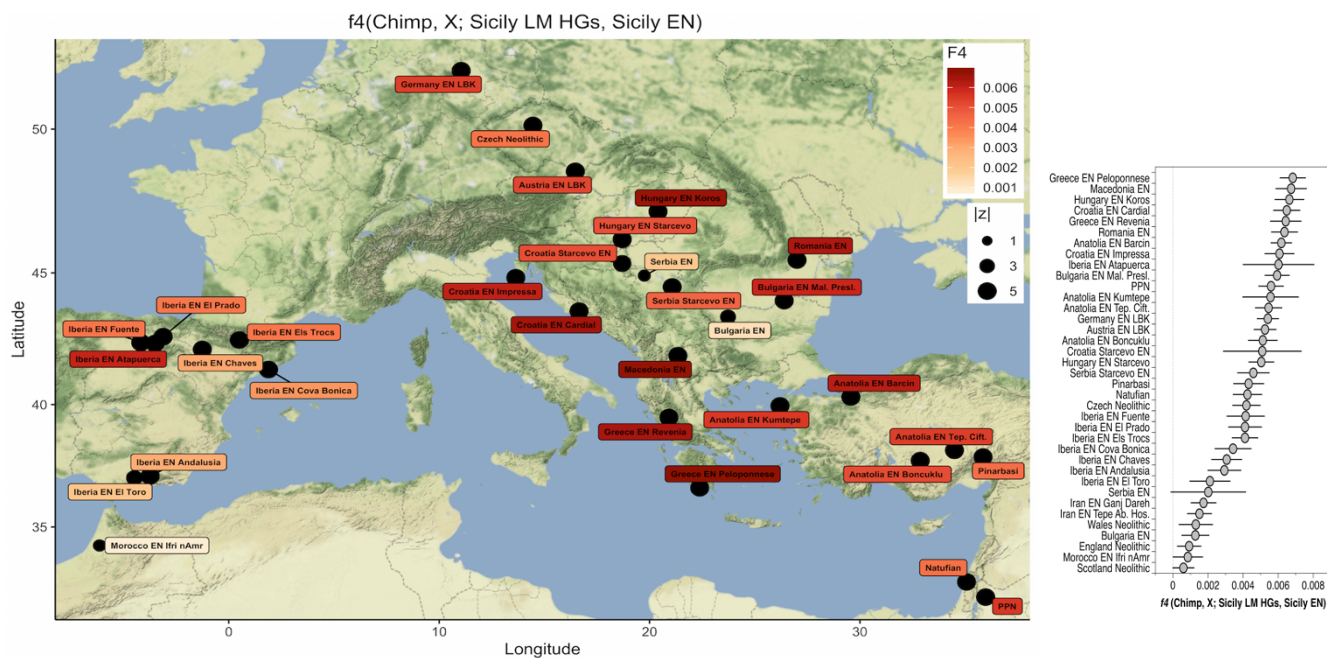 f4(Chimp, X; Sicily LM HGs, Sicily EN)
F4
0.006
0.005
0.004
0.003
0.002
0.001
|z|
1
3
5
Latitude
50
45
40
35
Germany EN LBK
Czech Neolithic
Austria EN LBK
Hungary EN Koros
Hungary EN Starcevo
Croatia Starcevo EN
Serbia EN
Romania EN
Croatia EN Impressa
Serbia Starcevo EN
Bulgaria EN Mal. Presl.
Iberia EN El Prado
Iberia EN Fuente
Iberia EN Els Trocs
Croatia EN Cardial
Bulgaria EN
Iberia EN Atapuerca
Iberia EN Chaves
Macedonia EN
Iberia EN Cova Bonica
Anatolia EN Barcin
Anatolia EN Kumtepe
Greece EN Revenia
Anatolia EN Tep. Cift.
Iberia EN Andalusia
Greece EN Peloponnese
Anatolia EN Boncuklu
Pinarbasi
Iberia EN El Toro
Morocco EN Ifri nAmr
Natufian
PPN
0
10
20
30
Longitude
Greece EN Peloponnese
Macedonia EN
Hungary EN Koros
Croatia EN Cardial
Greece EN Revenia
Romania EN
Anatolia EN Barcin
Croatia EN Impressa
Iberia EN Atapuerca
Bulgaria EN Mal. Presl.
PPN
Anatolia EN Kumtepe
Anatolia EN Tep. Cift.
Germany EN LBK
Austria EN LBK
Anatolia EN Boncuklu
Croatia Starcevo EN
Hungary EN Starcevo
Serbia Starcevo EN
Pinarbasi
Natufian
Czech Neolithic
Iberia EN Fuente
Iberia EN El Prado
Iberia EN Els Trocs
Iberia EN Cova Bonica
Iberia EN Chaves
Iberia EN Andalusia
Iberia EN El Toro
Serbia EN
Iran EN Ganj Dareh
Iran EN Tepe Ab. Hos.
Wales Neolithic
Bulgaria EN
England Neolithic
Morocco EN Ifri nAmr
Scotland Neolithic
0
0.002
0.004
0.006
0.008
f4 (Chimp, X; Sicily LM HGs, Sicily EN)